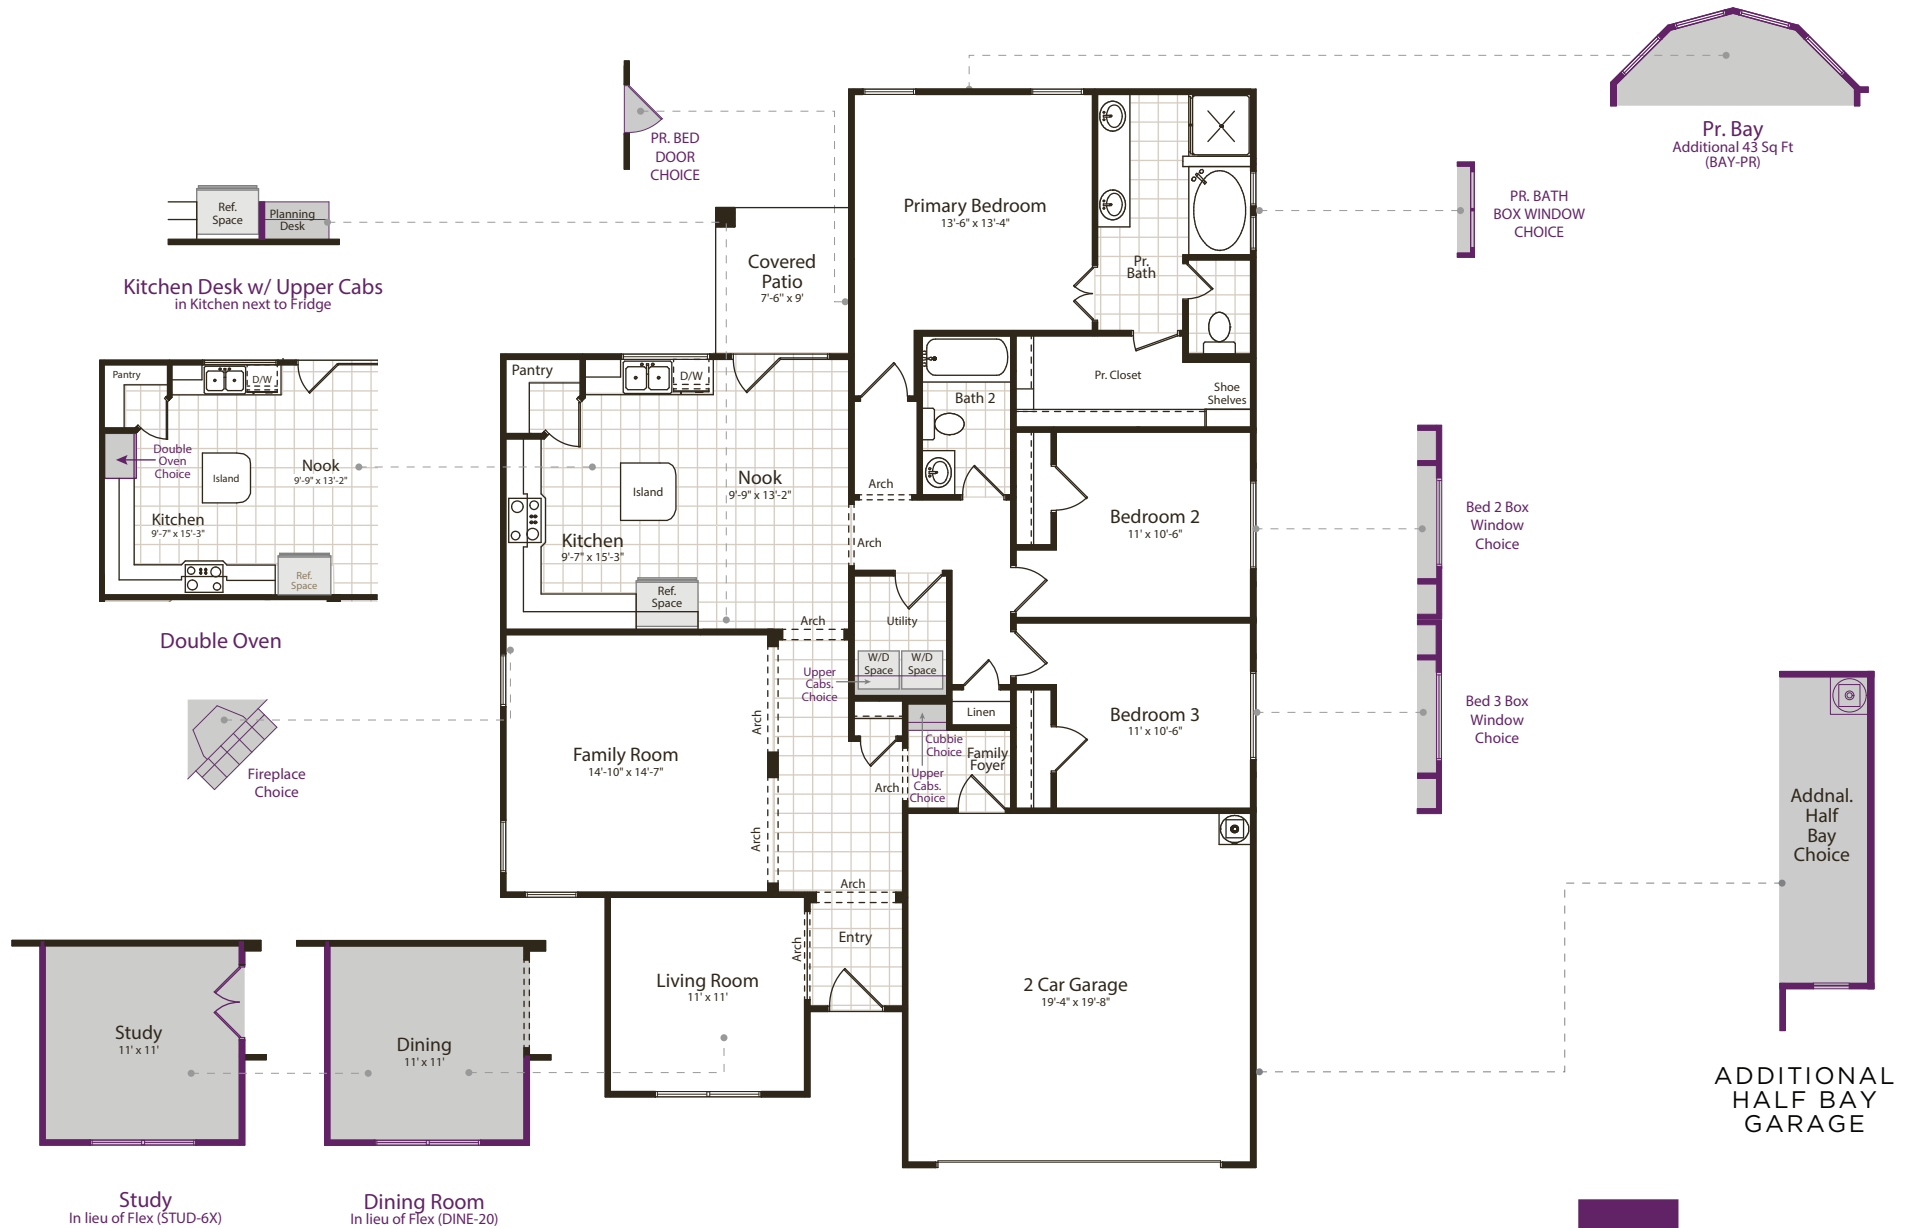 Pr. Bay
Additional 43 Sq Ft
(BAY-PR)
PR. BED
DOOR
CHOICE
Ref.
Space
Planning
Desk
Kitchen Desk w/ Upper Cabs
in Kitchen next to Fridge
Primary Bedroom
13'-6" x 13'-4"
Covered
Patio
7'-6" x 9'
Pr.
Bath
PR. BATH
BOX WINDOW
CHOICE
Pantry
D/W
Double
Oven
Choice
Island
Nook
9'-9" x 13'-2"
Kitchen
9'-7" x 15'-3"
Ref.
Space
Double Oven
Pantry
D/W
Island
Nook
9'-9" x 13'-2"
Kitchen
9'-7" x 15'-3"
Ref.
Space
Bath 2
Pr. Closet
Shoe
Shelves
Arch
Arch
Bedroom 2
11' x 10'-6"
Bed 2 Box
Window
Choice
Arch
Utility
W/D
Space
W/D
Space
Upper
Cabs.
Choice
Linen
Bedroom 3
11' x 10'-6"
Bed 3 Box
Window
Choice
Fireplace
Choice
Family Room
14'-10" x 14'-7"
Arch
Arch
Cubbie
Choice
Family
Foyer
Upper
Cabs.
Choice
Arch
Arch
Entry
Arch
Living Room
11' x 11'
2 Car Garage
19'-4" x 19'-8"
Addnal.
Half
Bay
Choice
ADDITIONAL
HALF BAY
GARAGE
Study
11' x 11'
Dining
11' x 11'
Study
In lieu of Flex (STUD-6X)
Dining Room
In lieu of Flex (DINE-20)